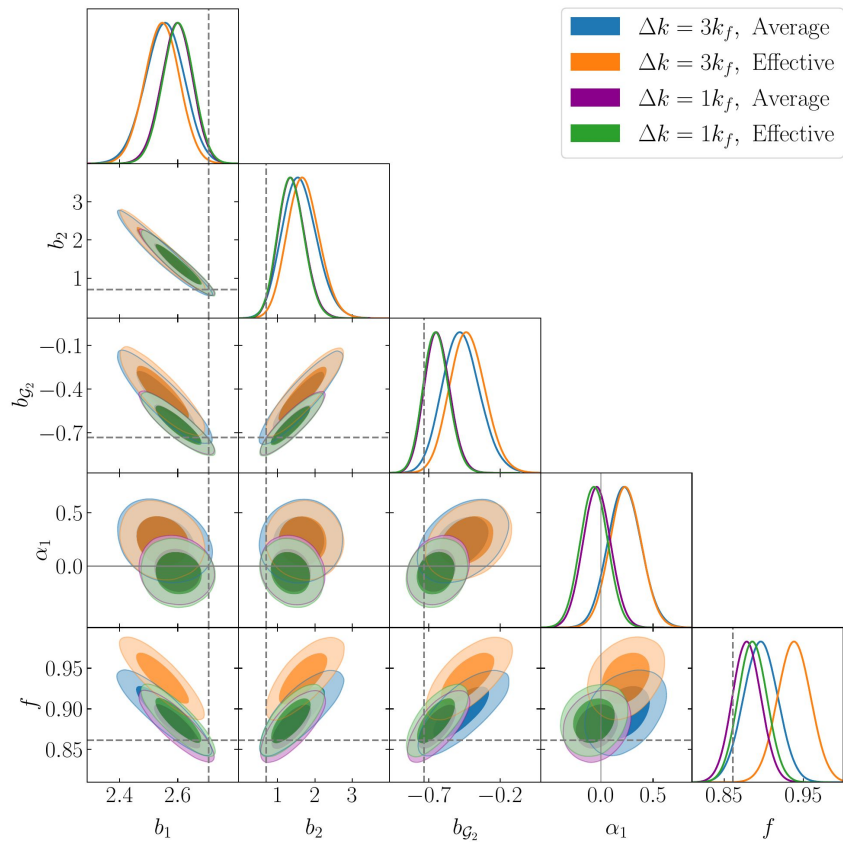 Δk = 3k_f, Average
Δk = 3k_f, Effective
Δk = 1k_f, Average
Δk = 1k_f, Effective
3
2
1
b_2
−0.1
−0.4
−0.7
b_{𝒢_2}
0.5
0.0
α_1
0.95
0.90
0.85
f
2.4 2.6 1 2 3 −0.7 −0.2 0.0 0.5 0.85 0.95
b_1 b_2 b_{𝒢_2} α_1 f